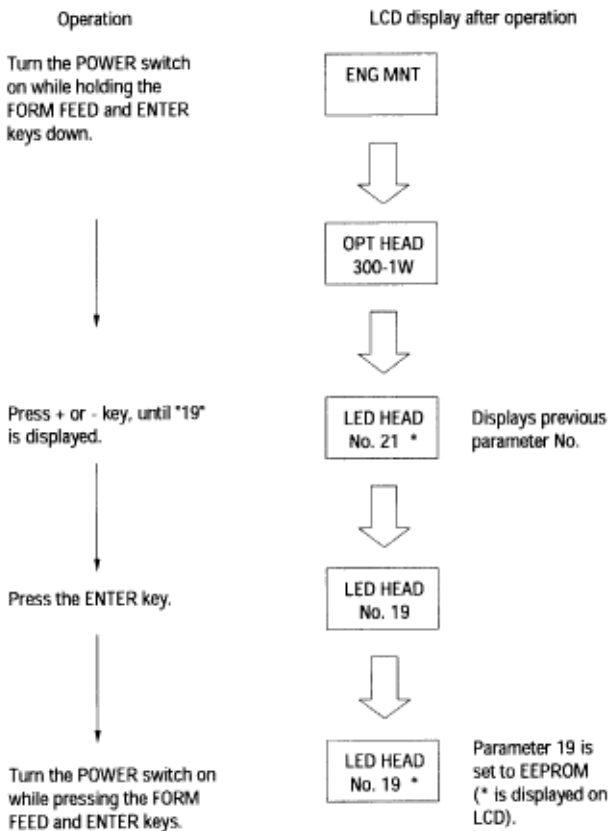 Operation
LCD display after operation
Turn the POWER switch
on while holding the
FORM FEED and ENTER
keys down.
ENG MNT
OPT HEAD
300-1W
Press + or - key, until "19"
is displayed.
LED HEAD
No. 21 *
Displays previous
parameter No.
Press the ENTER key.
LED HEAD
No. 19
Turn the POWER switch on
while pressing the FORM
FEED and ENTER keys.
LED HEAD
No. 19 *
Parameter 19 is
set to EEPROM
(* is displayed on
LCD).